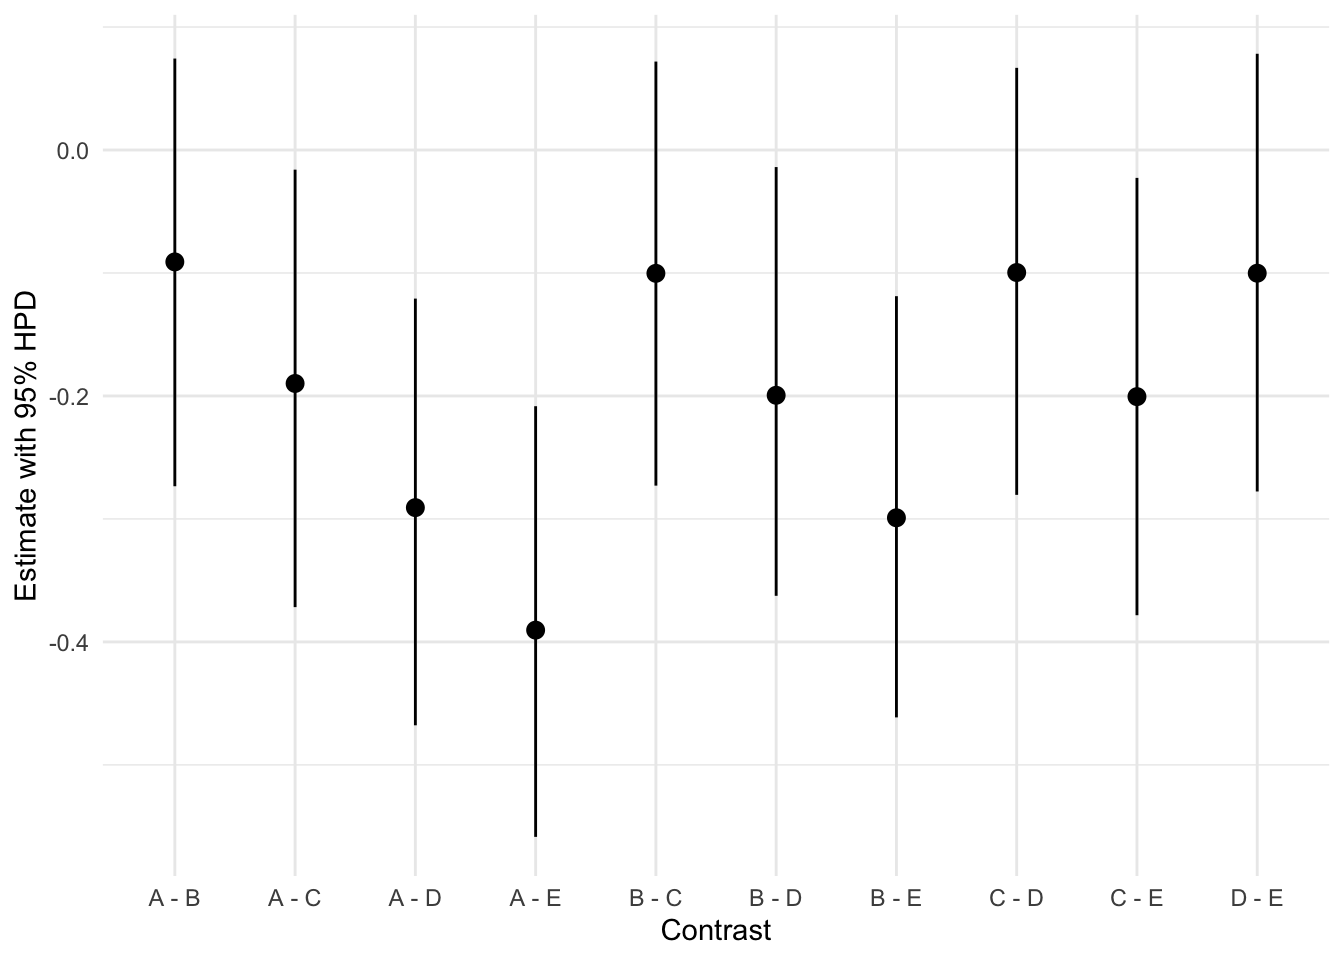 Estimate with 95% HPD
0.0
-0.2
-0.4
A - B
A - C
A - D
A - E
B - C
B - D
B - E
C - D
C - E
D - E
Contrast